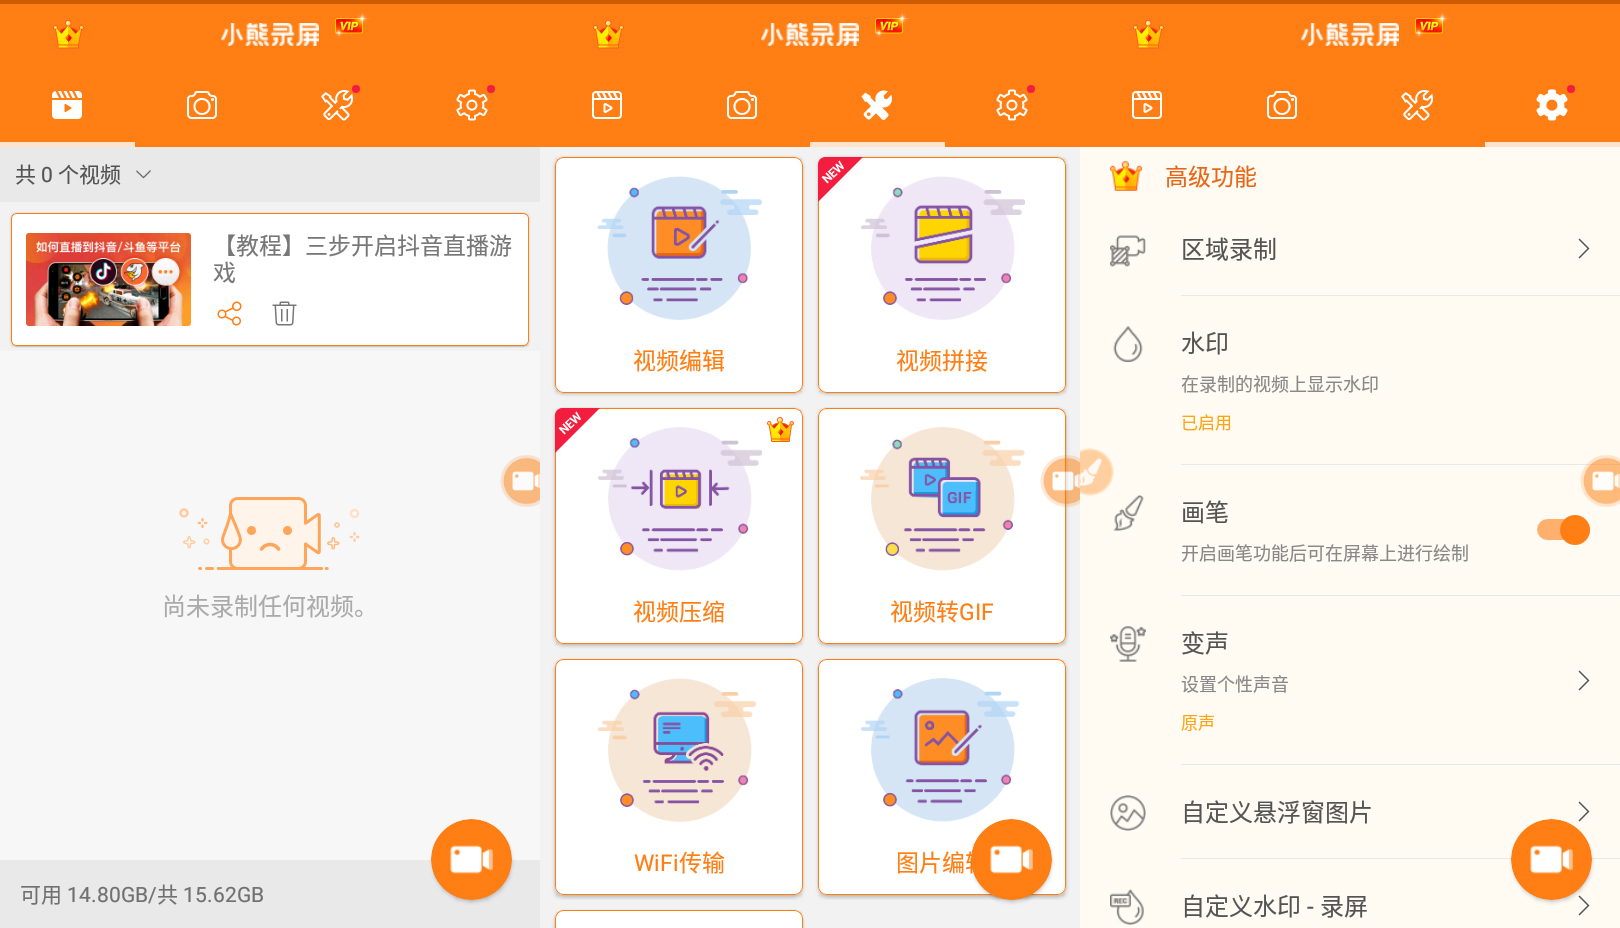 小熊录屏
VIP
共 0 个视频
如何直播到抖音/斗鱼等平台
【教程】三步开启抖音直播游
戏
尚未录制任何视频。
可用 14.80GB/共 15.62GB
小熊录屏
VIP
视频编辑
NEW
视频拼接
NEW
视频压缩
GIF
视频转GIF
WiFi传输
图片编辑
小熊录屏
VIP
高级功能
区域录制
水印
在录制的视频上显示水印
已启用
画笔
开启画笔功能后可在屏幕上进行绘制
变声
设置个性声音
原声
自定义悬浮窗图片
REC
自定义水印 - 录屏